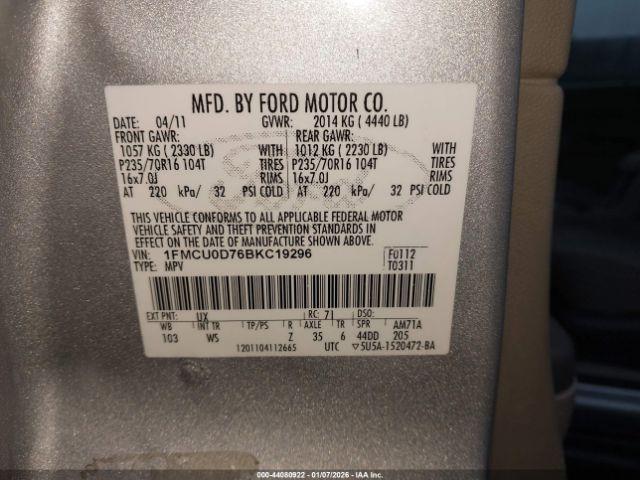 MFD. BY FORD MOTOR CO.
DATE: 04/11 GVWR: 2014 KG ( 4440 LB)
FRONT GAWR: REAR GAWR:
1057 KG ( 2330 LB) WITH 1012 KG ( 2230 LB) WITH
P235/70R16 104T TIRES P235/70R16 104T TIRES
16x7.0J RIMS 16x7.0J RIMS
AT 220 kPa/ 32 PSI COLD AT 220 kPa/ 32 PSI COLD
Ford
THIS VEHICLE CONFORMS TO ALL APPLICABLE FEDERAL MOTOR
VEHICLE SAFETY AND THEFT PREVENTION STANDARDS IN
EFFECT ON THE DATE OF MANUFACTURE SHOWN ABOVE.
VIN: 1FMCU0D76BKC19296 F0112
TYPE: MPV T0311
EXT PNT: UX RC: 71 DSO:
WB INT TR TP/PS R AXLE TR SPR AM71A
103 WS Z 35 6 44DD 205
1201104112665 UTC ▽5U5A-1520472-BA
000-44080922 | 01/07/2026 | IAAI.COM